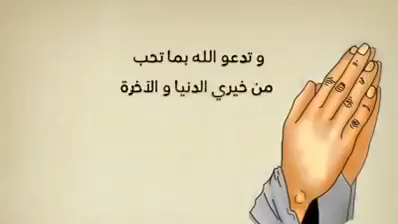 و تدعو الله بما تحب
من خيري الدنيا و الآخرة